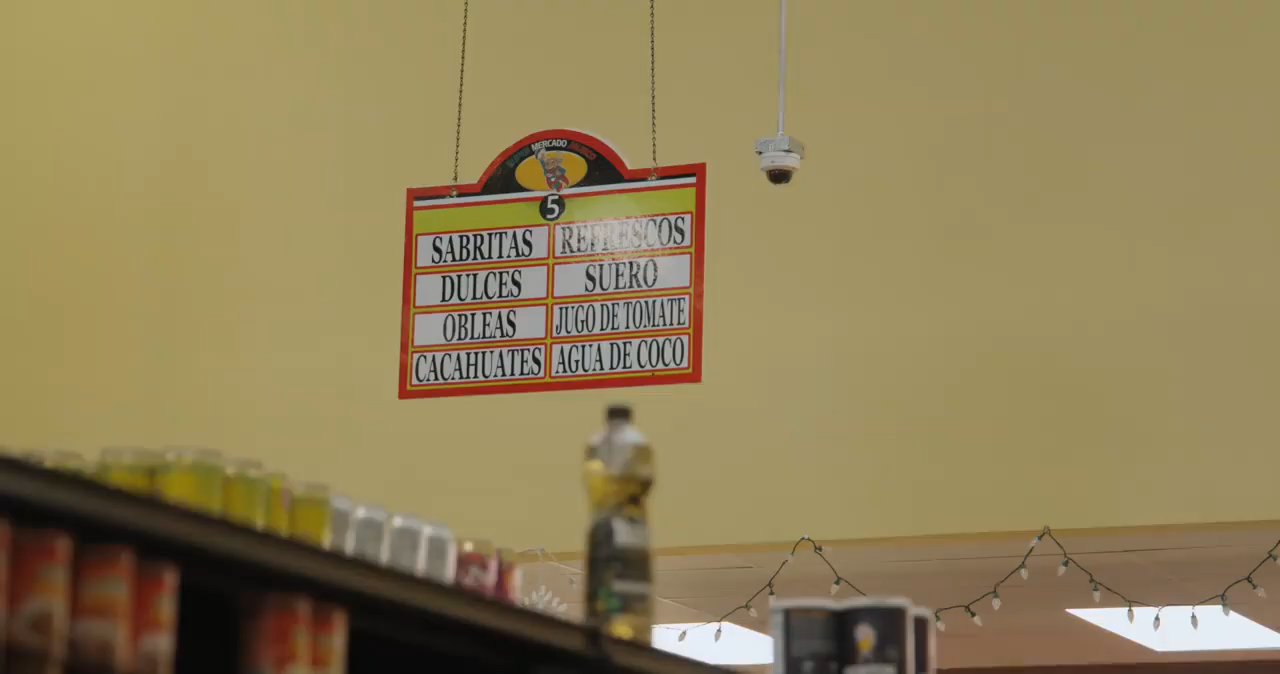 MERCADO
5
SABRITAS
REFRESCOS
DULCES
SUERO
OBLEAS
JUGO DE TOMATE
CACAHUATES
AGUA DE COCO